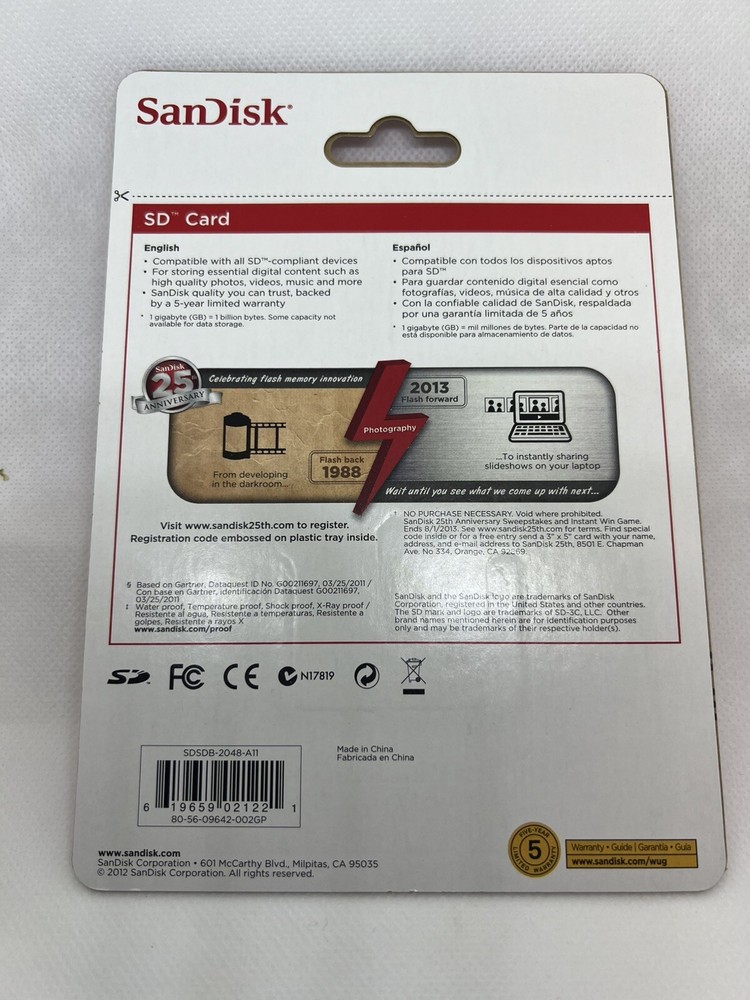 SanDisk®
SD™ Card
English
• Compatible with all SD™-compliant devices
• For storing essential digital content such as
high quality photos, videos, music and more
• SanDisk quality you can trust, backed
by a 5-year limited warranty
* 1 gigabyte (GB) = 1 billion bytes. Some capacity not
available for data storage.
Español
• Compatible con todos los dispositivos aptos
para SD™
• Para guardar contenido digital esencial como
fotografías, videos, música de alta calidad y otros
• Con la confiable calidad de SanDisk, respaldada
por una garantía limitada de 5 años
* 1 gigabyte (GB) = mil millones de bytes. Parte de la capacidad no
está disponible para almacenamiento de datos.
SanDisk
25
ANNIVERSARY
Celebrating flash memory innovation
From developing
in the darkroom...
Flash back
1988
Photography
2013
Flash forward
...To instantly sharing
slideshows on your laptop
Wait until you see what we come up with next...
Visit www.sandisk25th.com to register.
Registration code embossed on plastic tray inside.
† NO PURCHASE NECESSARY. Void where prohibited.
SanDisk 25th Anniversary Sweepstakes and Instant Win Game.
Ends 8/1/2013. See www.sandisk25th.com for terms. Find special
code inside or for a free entry send a 3" x 5" card with your name,
address, and e-mail address to SanDisk 25th, 8501 E. Chapman
Ave. No 334, Orange, CA 92869.
§ Based on Gartner, Dataquest ID No. G00211697, 03/25/2011 /
Con base en Gartner, identificación Dataquest G00211697,
03/25/2011
‡ Water proof, Temperature proof, Shock proof, X-Ray proof /
Resistente al agua, Resistente a temperaturas, Resistente a
golpes, Resistente a rayos X
www.sandisk.com/proof
SanDisk and the SanDisk logo are trademarks of SanDisk
Corporation, registered in the United States and other countries.
The SD mark and logo are trademarks of SD-3C, LLC. Other
brand names mentioned herein are for identification purposes
only and may be trademarks of their respective holder(s).
SD FC CE N17819
SDSDB-2048-A11
6 19659 02122 1
80-56-09642-002GP
Made in China
Fabricada en China
www.sandisk.com
SanDisk Corporation • 601 McCarthy Blvd., Milpitas, CA 95035
© 2012 SanDisk Corporation. All rights reserved.
FIVE-YEAR
5
LIMITED WARRANTY
Warranty • Guide | Garantía • Guía
www.sandisk.com/wug